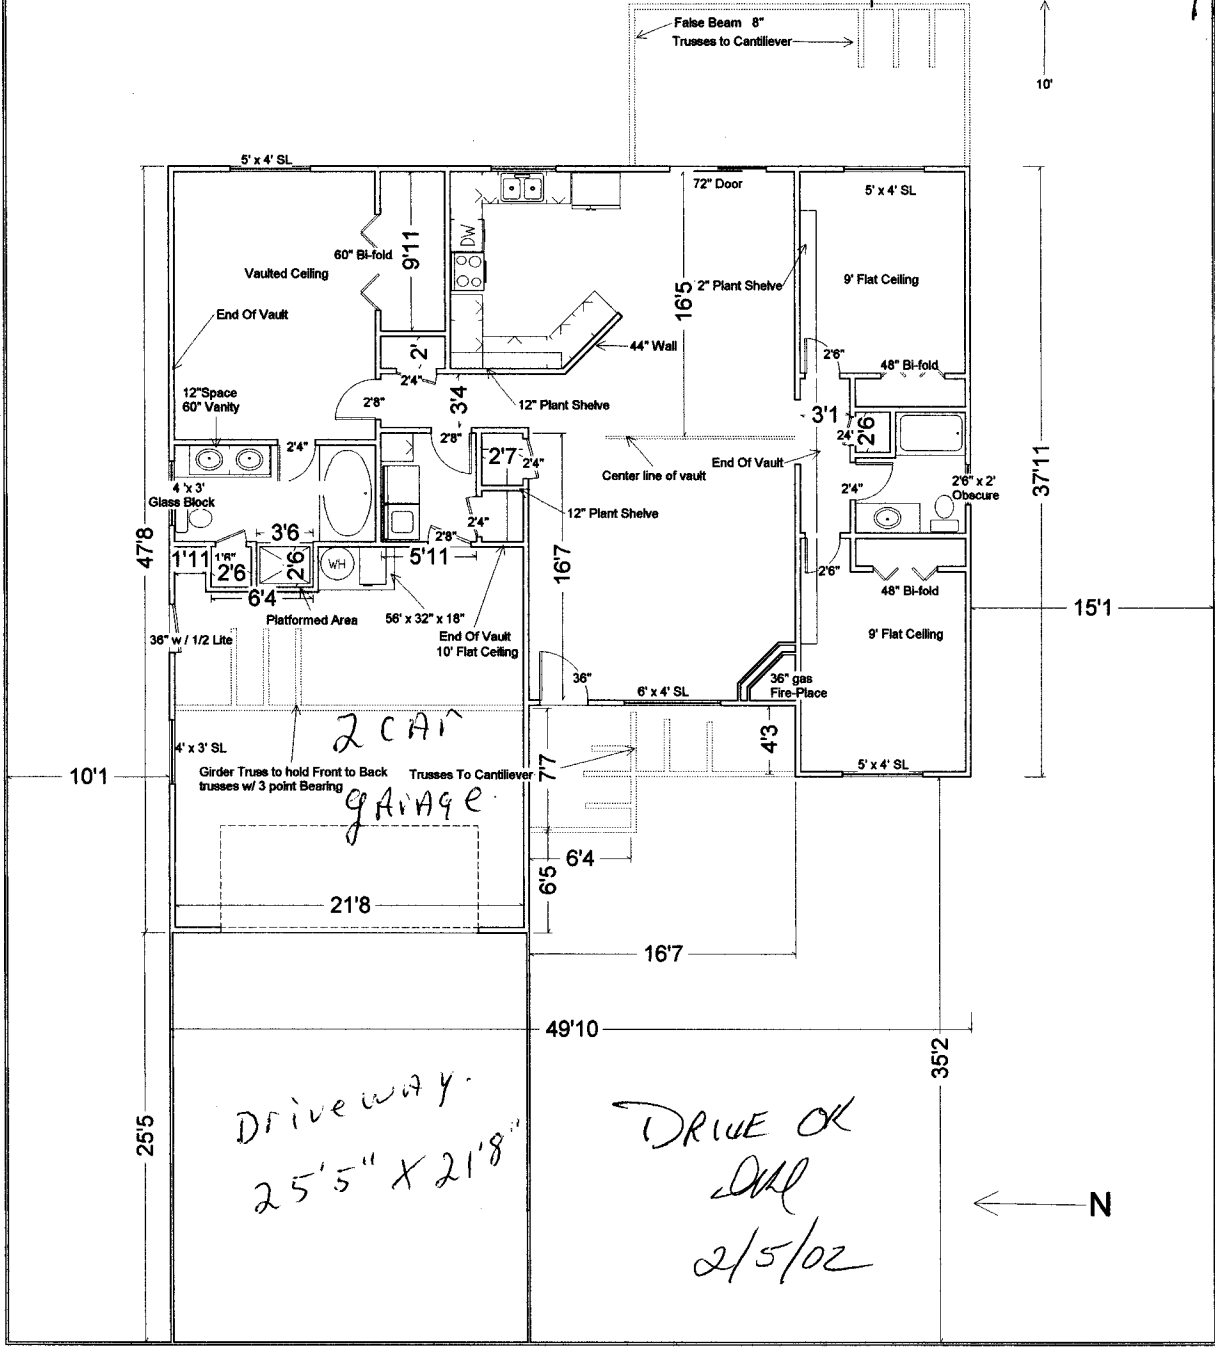 False Beam 8"
Trusses to Cantiliever
10'
5' x 4' SL
72" Door
5' x 4' SL
DW
60" Bi-fold
9'11
Vaulted Ceiling
16'5
2" Plant Shelve
9' Flat Ceiling
End Of Vault
44" Wall
2'
2'6"
48" Bi-fold
2'4"
12"Space
60" Vanity
2'8"
3'4
12" Plant Shelve
3'1
2'6
24'
2'8"
2'4"
2'7
2'4"
Center line of vault
End Of Vault
37'11
4 'x 3'
Glass Block
2'4"
2'6" x 2'
Obscure
12" Plant Shelve
47'8
3'6
2'4"
2'8"
1'11
1'6"
2'6
2'6
WH
5'11
16'7
2'6"
6'4
48" Bi-fold
15'1
Platformed Area
56' x 32" x 18"
36" w / 1/2 Lite
End Of Vault
10' Flat Ceiling
9' Flat Ceiling
36"
36" gas
Fire-Place
6' x 4' SL
2 CAr
garage.
4' x 3' SL
4'3
10'1
Girder Truss to hold Front to Back
trusses w/ 3 point Bearing
Trusses To Cantiliever
7'7
5' x 4' SL
6'4
6'5
21'8
16'7
49'10
35'2
25'5
Driveway.
25'5" X 21'8"
DRIVE OK
2/5/02
N